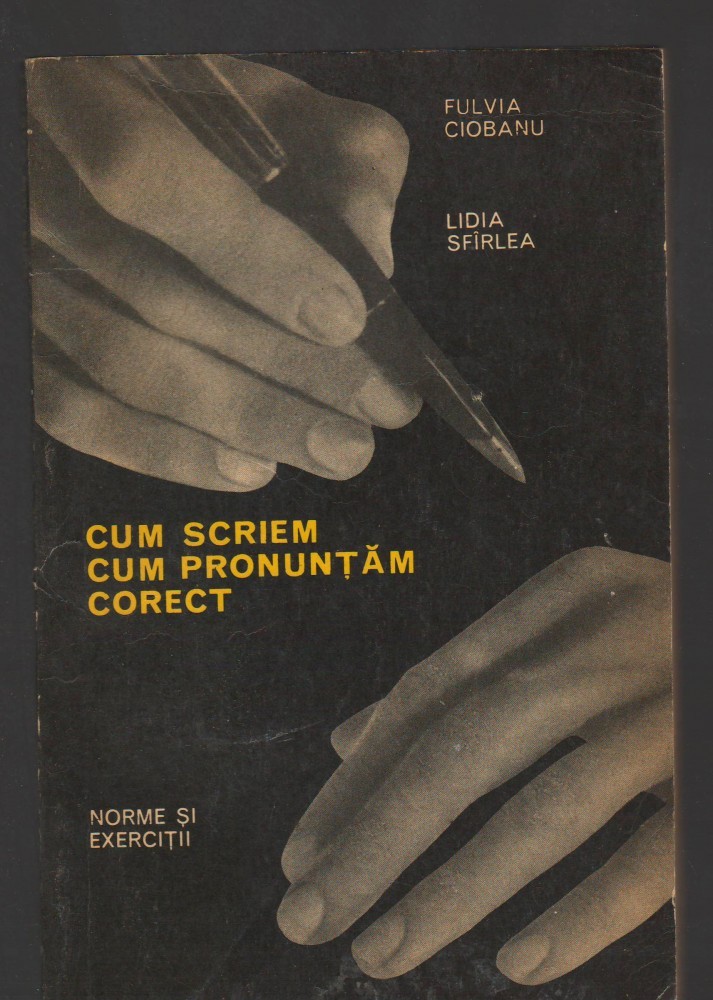 FULVIA
CIOBANU
LIDIA
SFÎRLEA
CUM SCRIEM
CUM PRONUNȚĂM
CORECT
NORME ȘI
EXERCIȚII